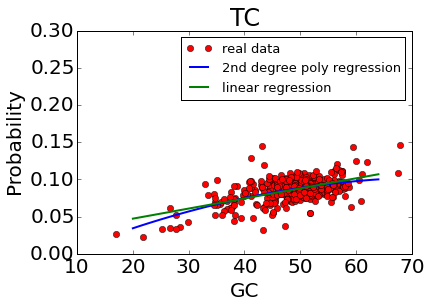 TC
0.30
0.25
0.20
0.15
0.10
0.05
0.00
Probability
real data
2nd degree poly regression
linear regression
10 20 30 40 50 60 70
GC